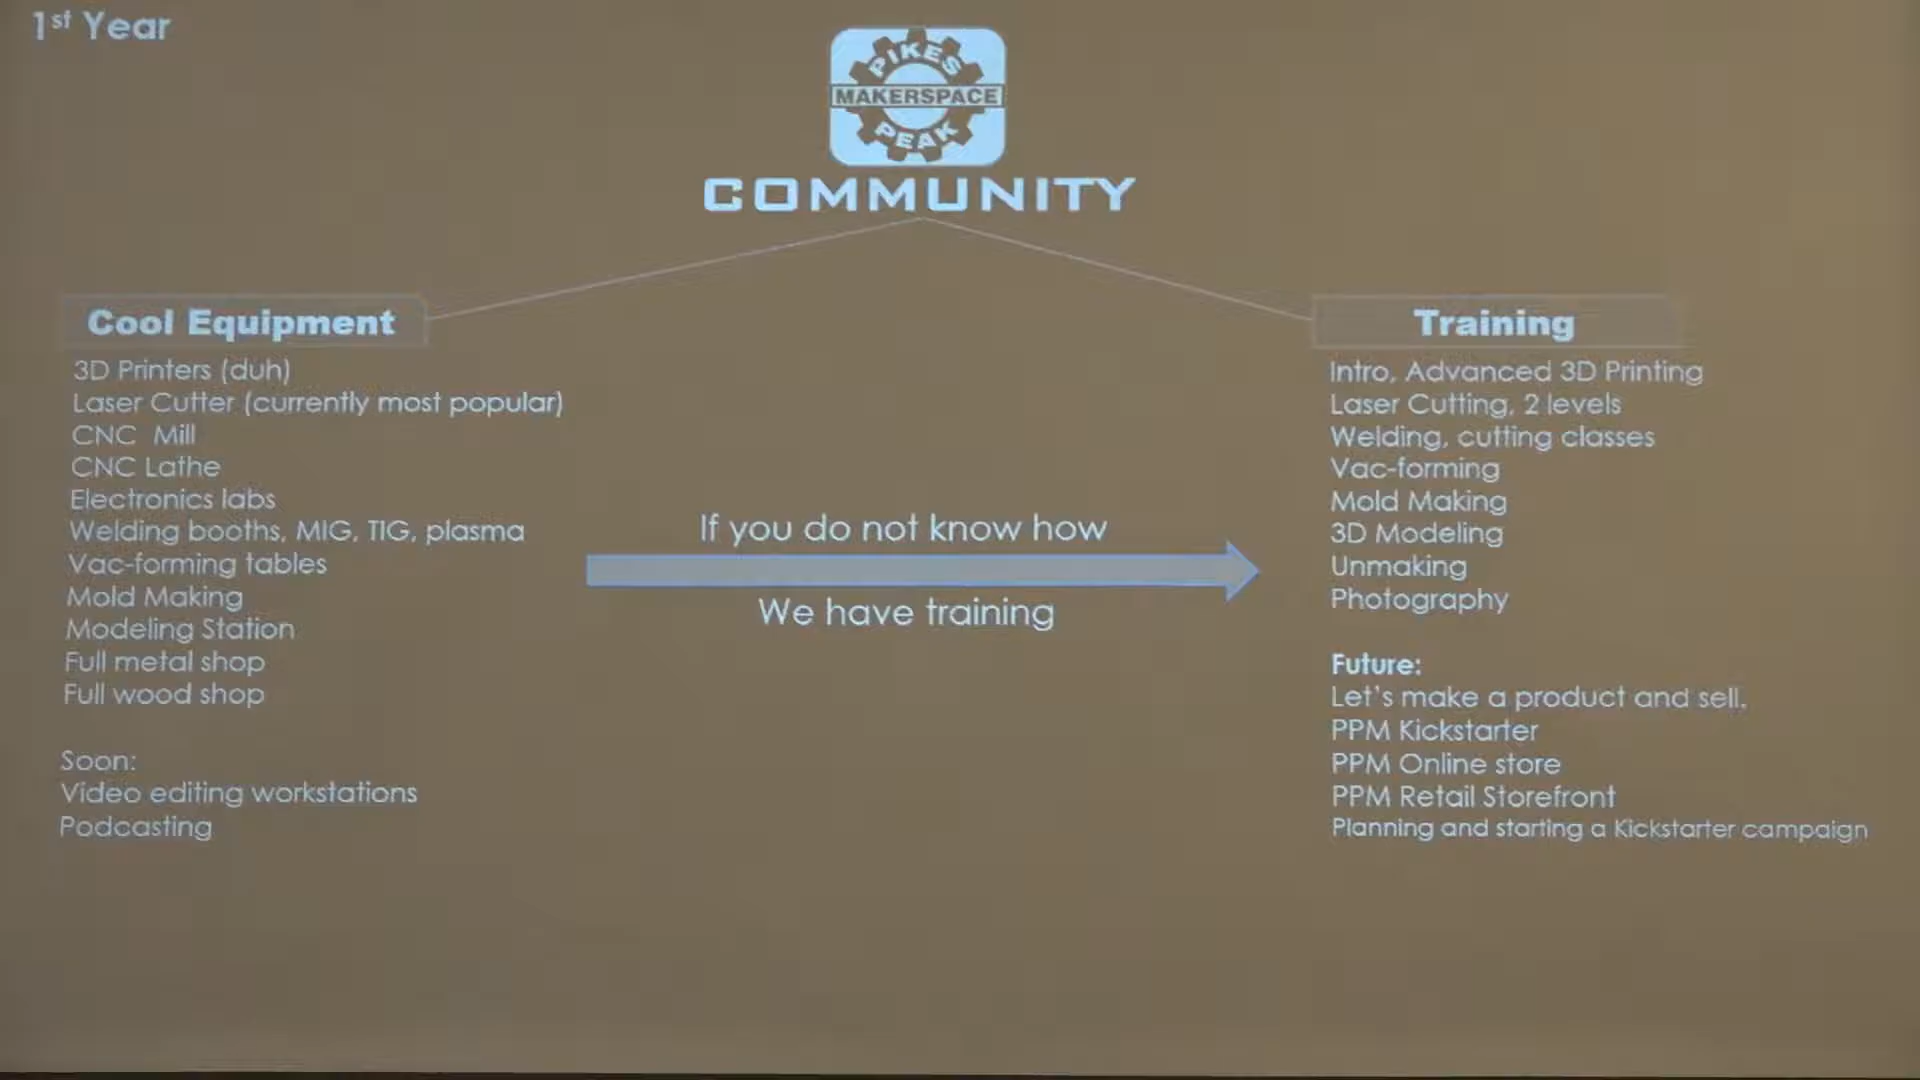 1st Year
PIKES
MAKERSPACE
PEAK
COMMUNITY
Cool Equipment
3D Printers (duh)
Laser Cutter (currently most popular)
CNC Mill
CNC Lathe
Electronics labs
Welding booths, MIG, TIG, plasma
Vac-forming tables
Mold Making
Modeling Station
Full metal shop
Full wood shop
Soon:
Video editing workstations
Podcasting
If you do not know how
We have training
Training
Intro, Advanced 3D Printing
Laser Cutting, 2 levels
Welding, cutting classes
Vac-forming
Mold Making
3D Modeling
Unmaking
Photography
Future:
Let's make a product and sell.
PPM Kickstarter
PPM Online store
PPM Retail Storefront
Planning and starting a Kickstarter campaign